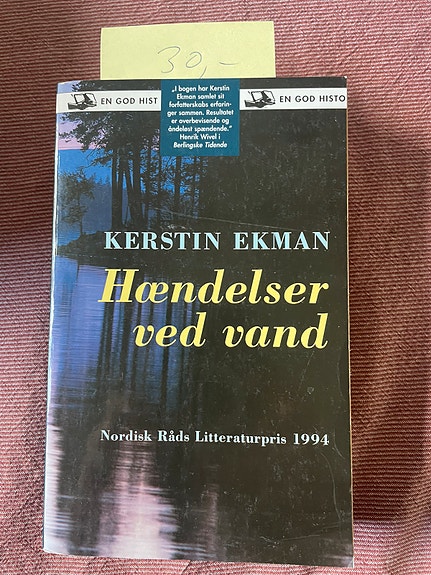 30,-
EN GOD HIST
„I bogen har Kerstin
Ekman samlet sit
forfatterskabs erfarin-
ger sammen. Resultatet
er overbevisende og
åndeløst spændende.”
Henrik Wivel i
Berlingske Tidende
EN GOD HISTO
KERSTIN EKMAN
Hændelser
ved vand
Nordisk Råds Litteraturpris 1994